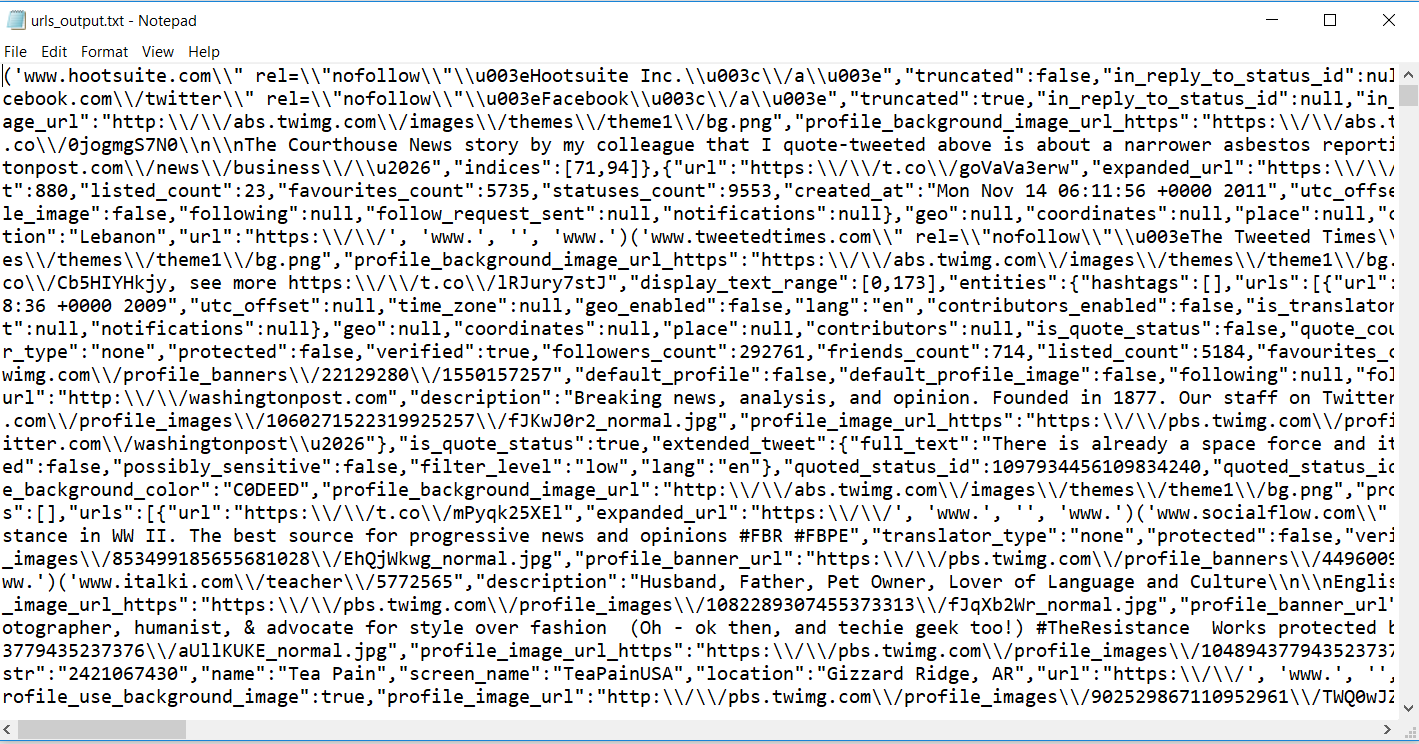 urls_output.txt - Notepad
File Edit Format View Help
('www.hootsuite.com\\" rel=\\"nofollow\\"\\u003eHootsuite Inc.\\u003c\\/a\\u003e","truncated":false,"in_reply_to_status_id":nul
cebook.com\\/twitter\\" rel=\\"nofollow\\"\\u003eFacebook\\u003c\\/a\\u003e","truncated":true,"in_reply_to_status_id":null,"in_
age_url":"http:\\/\\/abs.twimg.com\\/images\\/themes\\/theme1\\/bg.png","profile_background_image_url_https":"https:\\/\\/abs.t
.co\\/0jogmgS7N0\\n\\nThe Courthouse News story by my colleague that I quote-tweeted above is about a narrower asbestos reporti
tonpost.com\\/news\\/business\\/\\u2026","indices":[71,94]},{"url":"https:\\/\\/t.co\\/goVaVa3erw","expanded_url":"https:\\/\\/
t":880,"listed_count":23,"favourites_count":5735,"statuses_count":9553,"created_at":"Mon Nov 14 06:11:56 +0000 2011","utc_offse
le_image":false,"following":null,"follow_request_sent":null,"notifications":null},"geo":null,"coordinates":null,"place":null,"c
tion":"Lebanon","url":"https:\\/\\/', 'www.', '', 'www.')('www.tweetedtimes.com\\" rel=\\"nofollow\\"\\u003eThe Tweeted Times\\
es\\/themes\\/theme1\\/bg.png","profile_background_image_url_https":"https:\\/\\/abs.twimg.com\\/images\\/themes\\/theme1\\/bg.
co\\/Cb5HIYHkjy, see more https:\\/\\/t.co\\/lRJury7stJ","display_text_range":[0,173],"entities":{"hashtags":[],"urls":[{"url":
8:36 +0000 2009","utc_offset":null,"time_zone":null,"geo_enabled":false,"lang":"en","contributors_enabled":false,"is_translator
t":null,"notifications":null},"geo":null,"coordinates":null,"place":null,"contributors":null,"is_quote_status":false,"quote_cou
r_type":"none","protected":false,"verified":true,"followers_count":292761,"friends_count":714,"listed_count":5184,"favourites_c
wimg.com\\/profile_banners\\/22129280\\/1550157257","default_profile":false,"default_profile_image":false,"following":null,"fol
url":"http:\\/\\/washingtonpost.com","description":"Breaking news, analysis, and opinion. Founded in 1877. Our staff on Twitter
.com\\/profile_images\\/1060271522319925257\\/fJKwJ0r2_normal.jpg","profile_image_url_https":"https:\\/\\/pbs.twimg.com\\/profi
itter.com\\/washingtonpost\\u2026"},"is_quote_status":true,"extended_tweet":{"full_text":"There is already a space force and it
ed":false,"possibly_sensitive":false,"filter_level":"low","lang":"en"},"quoted_status_id":1097934456109834240,"quoted_status_id
e_background_color":"C0DEED","profile_background_image_url":"http:\\/\\/abs.twimg.com\\/images\\/themes\\/theme1\\/bg.png","pro
s":[],"urls":[{"url":"https:\\/\\/t.co\\/mPyqk25XEl","expanded_url":"https:\\/\\/', 'www.', '', 'www.')('www.socialflow.com\\"
stance in WW II. The best source for progressive news and opinions #FBR #FBPE","translator_type":"none","protected":false,"veri
_images\\/853499185655681028\\/EhQjWkwg_normal.jpg","profile_banner_url":"https:\\/\\/pbs.twimg.com\\/profile_banners\\/4496009
ww.')('www.italki.com\\/teacher\\/5772565","description":"Husband, Father, Pet Owner, Lover of Language and Culture\\n\\nEnglis
_image_url_https":"https:\\/\\/pbs.twimg.com\\/profile_images\\/1082289307455373313\\/fJqXb2Wr_normal.jpg","profile_banner_url"
otographer, humanist, & advocate for style over fashion  (Oh - ok then, and techie geek too!) #TheResistance  Works protected b
3779435237376\\/aUllKUKE_normal.jpg","profile_image_url_https":"https:\\/\\/pbs.twimg.com\\/profile_images\\/104894377943523737
str":"2421067430","name":"Tea Pain","screen_name":"TeaPainUSA","location":"Gizzard Ridge, AR","url":"https:\\/\\/', 'www.', '',
rofile_use_background_image":true,"profile_image_url":"http:\\/\\/pbs.twimg.com\\/profile_images\\/902529867110952961\\/TWQ0wJZ